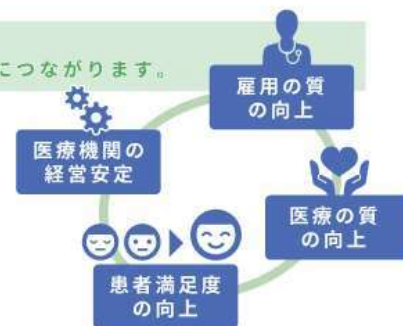 につながります。
雇用の質
の向上
医療の質
の向上
患者満足度
の向上
医療機関の
経営安定